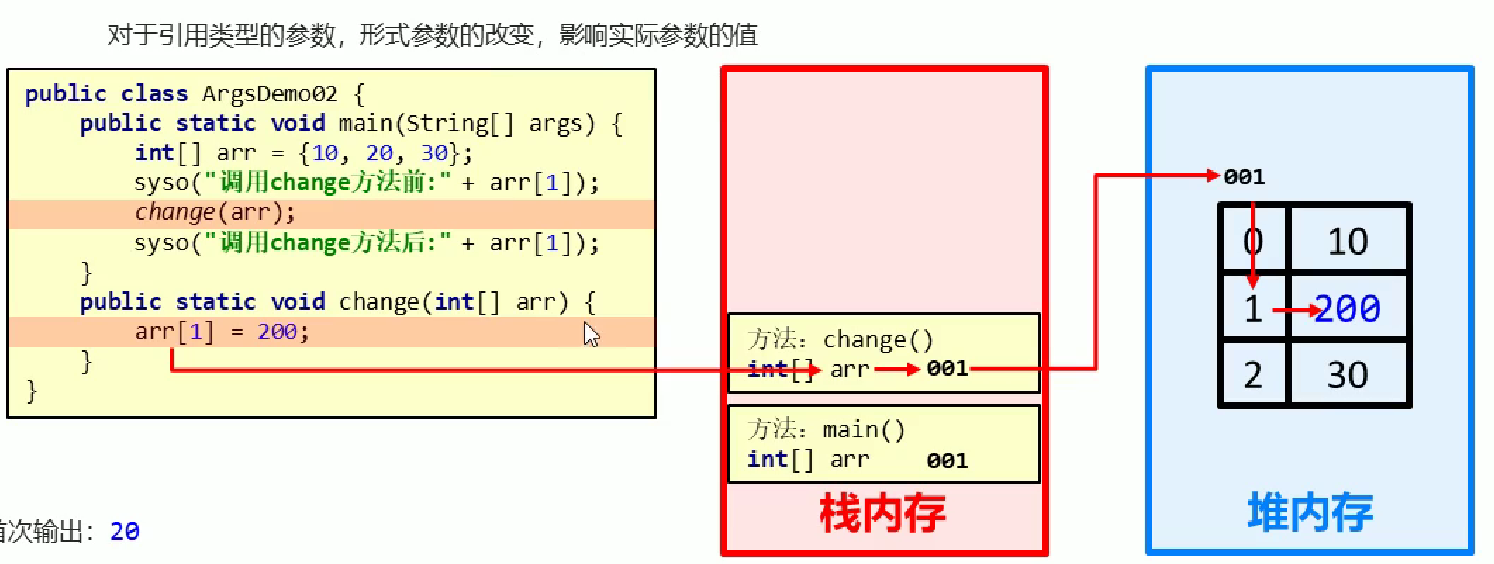 对于引用类型的参数，形式参数的改变，影响实际参数的值
public class ArgsDemo02 {
public static void main(String[] args) {
int[] arr = {10, 20, 30};
syso("调用change方法前:" + arr[1]);
change(arr);
syso("调用change方法后:" + arr[1]);
}
public static void change(int[] arr) {
arr[1] = 200;
}
}
次输出：20
方法：change()
int[] arr 001
方法：main()
int[] arr 001
栈内存
001
0 10
1 200
2 30
堆内存